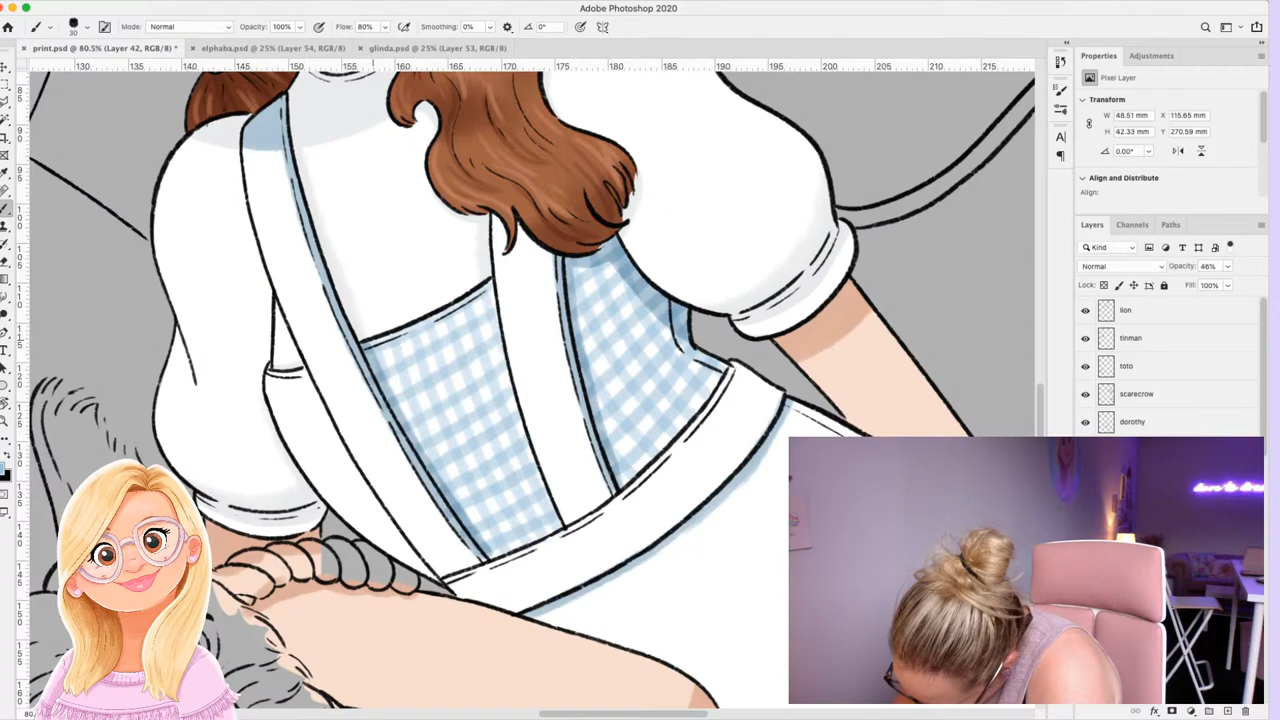 Adobe Photoshop 2020
30
Mode: Normal
Opacity: 100%
Flow: 80%
Smoothing: 0%
0°
print.psd @ 80.5% (Layer 42, RGB/8) *
elphaba.psd @ 25% (Layer 54, RGB/8)
glinda.psd @ 25% (Layer 53, RGB/8)
130 135 140 145 150 155 160 165 170 175 180 185 190 195 200 205 210 215
Properties
Adjustments
Pixel Layer
Transform
W 48.51 mm
X 115.65 mm
H 42.33 mm
Y 270.59 mm
0.00°
Align and Distribute
Align:
Layers
Channels
Paths
Kind
Normal
Opacity: 46%
Lock:
Fill: 100%
lion
tinman
toto
scarecrow
dorothy
dare to